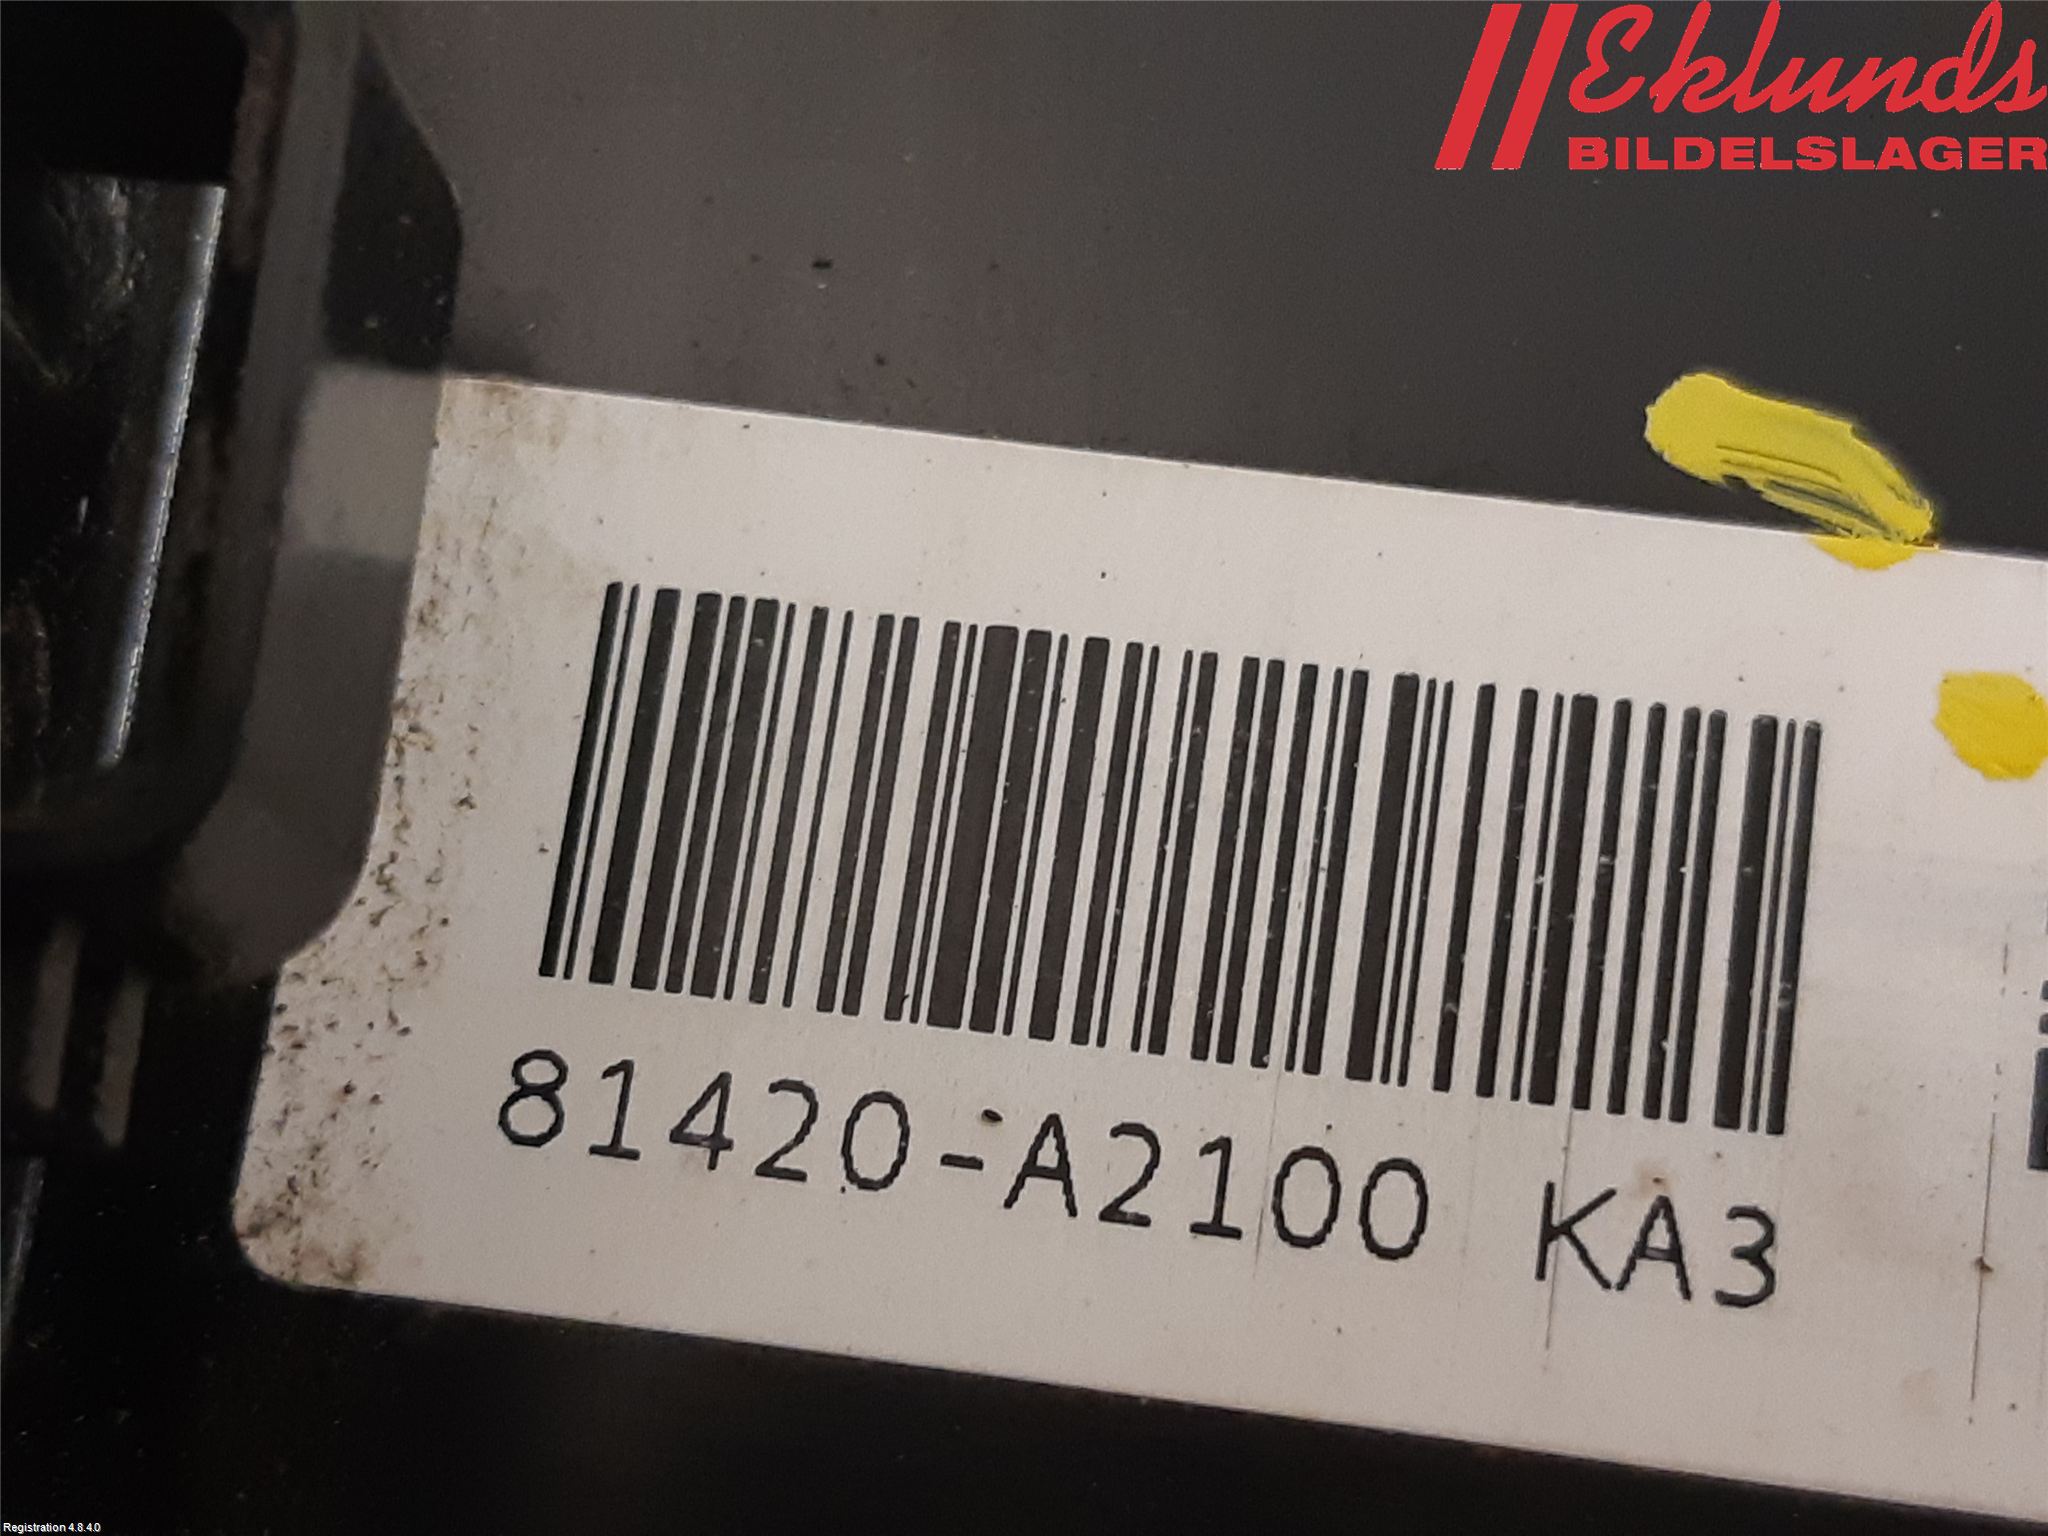 Eklunds
BILDELSLAGER
81420-A2100 KA3
Registration 4.8.4.0